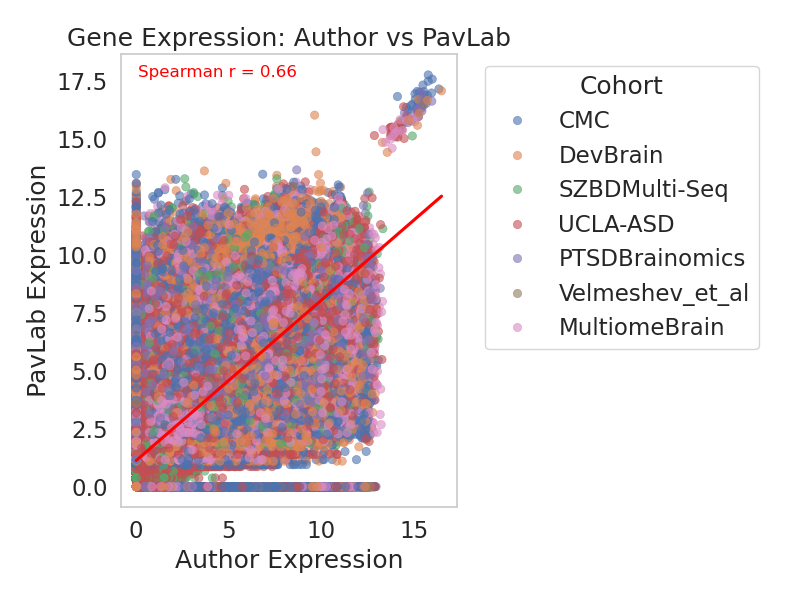 Gene Expression: Author vs PavLab
Spearman r = 0.66
PavLab Expression
17.5
15.0
12.5
10.0
7.5
5.0
2.5
0.0
0
5
10
15
Author Expression
Cohort
CMC
DevBrain
SZBDMulti-Seq
UCLA-ASD
PTSDBrainomics
Velmeshev_et_al
MultiomeBrain